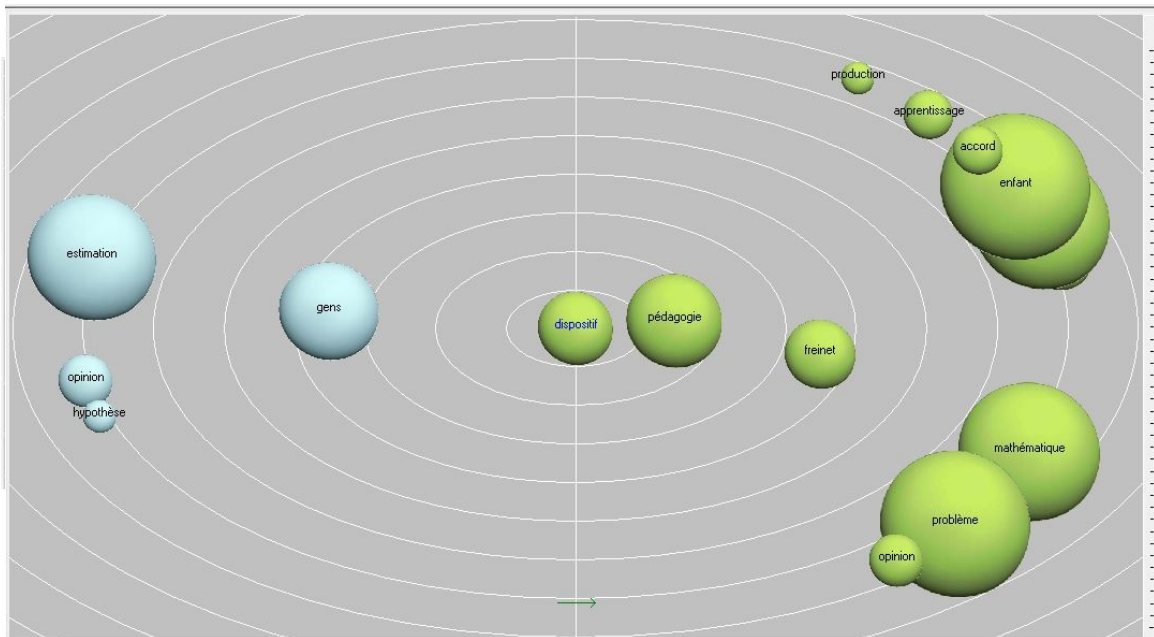 production
apprentissage
accord
enfant
estimation
gens
dispositif
pédagogie
freinet
opinion
hypothèse
mathématique
problème
opinion